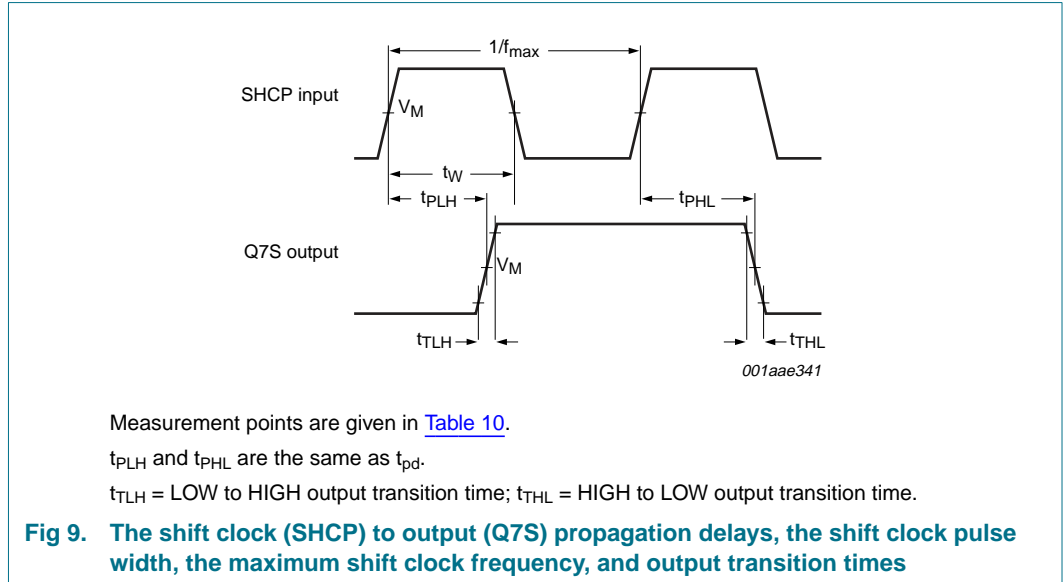 1/fmax
SHCP input
VM
tW
tPLH
tPHL
Q7S output
VM
tTLH
tTHL
001aae341
Measurement points are given in Table 10.
tPLH and tPHL are the same as tpd.
tTLH = LOW to HIGH output transition time; tTHL = HIGH to LOW output transition time.
Fig 9. The shift clock (SHCP) to output (Q7S) propagation delays, the shift clock pulse
width, the maximum shift clock frequency, and output transition times